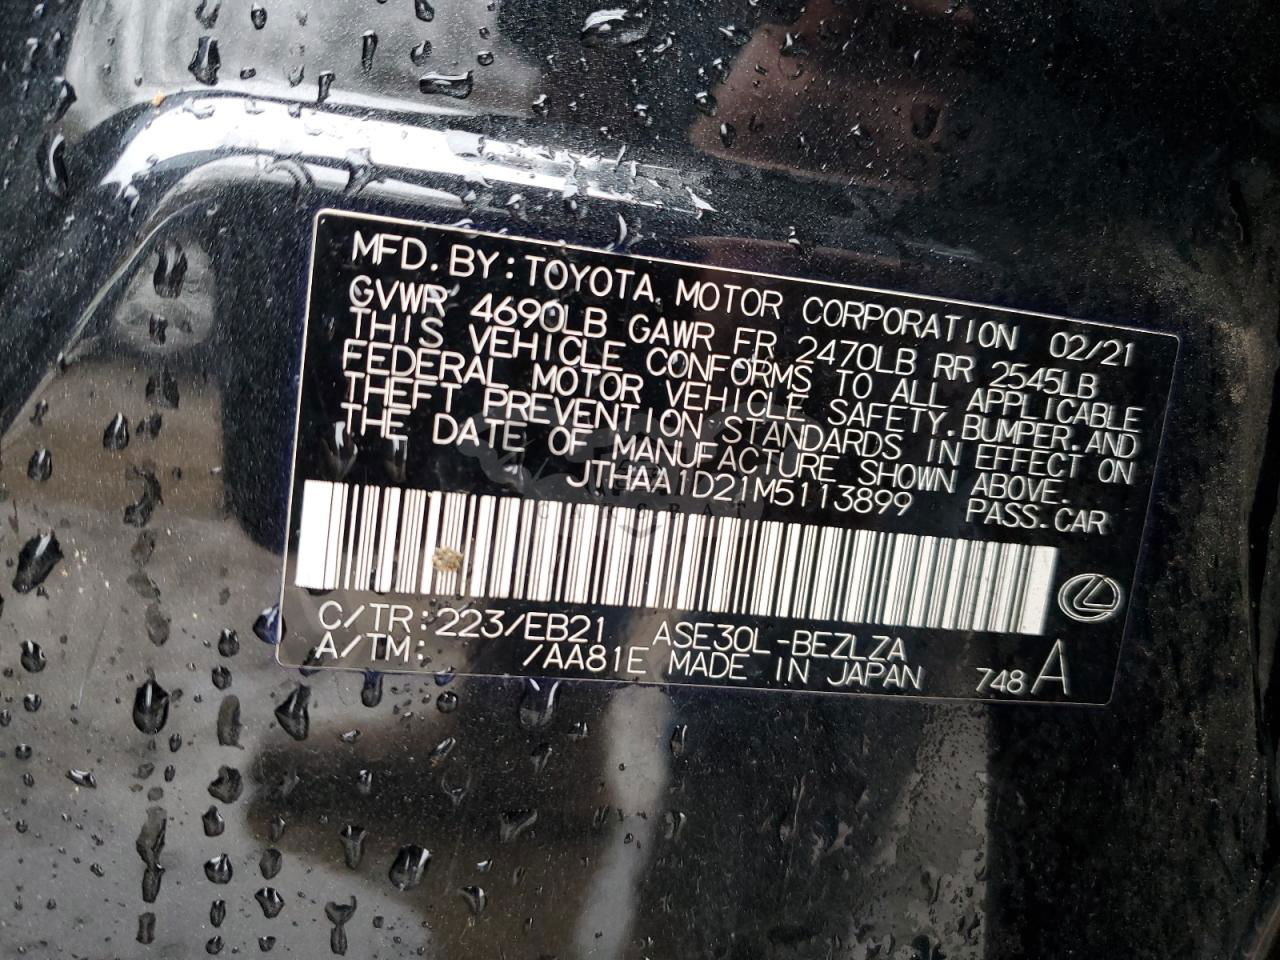 MFD. BY: TOYOTA MOTOR CORPORATION 02/21
GVWR 4690LB GAWR FR 2470LB RR 2545LB
THIS VEHICLE CONFORMS TO ALL APPLICABLE
FEDERAL MOTOR VEHICLE SAFETY, BUMPER, AND
THEFT PREVENTION STANDARDS IN EFFECT ON
THE DATE OF MANUFACTURE SHOWN ABOVE.
JTHAA1D21M5113899 PASS. CAR
C/TR: 223/EB21 ASE30L-BEZLZA
A/TM: /AA81E MADE IN JAPAN 748 A